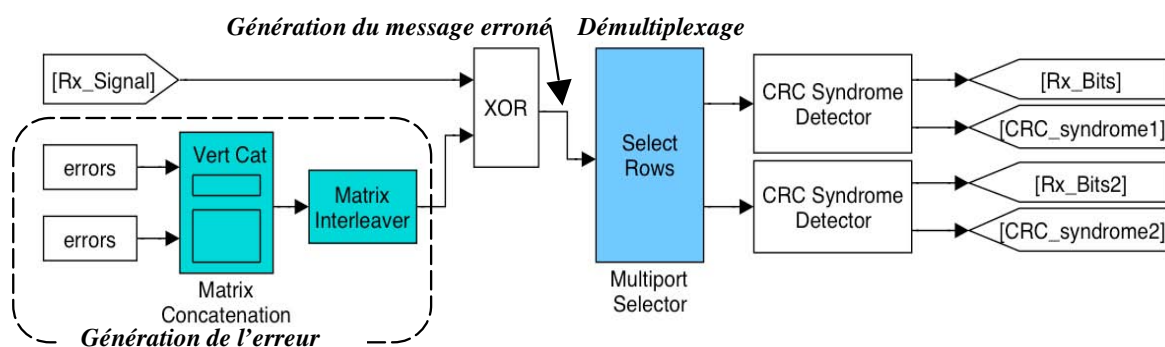 Génération du message erroné
Démultiplexage
[Rx_Signal]
XOR
CRC Syndrome
Detector
[Rx_Bits]
[CRC_syndrome1]
errors
errors
Vert Cat
Matrix
Interleaver
Select
Rows
CRC Syndrome
Detector
[Rx_Bits2]
[CRC_syndrome2]
Matrix
Concatenation
Multiport
Selector
Génération de l'erreur